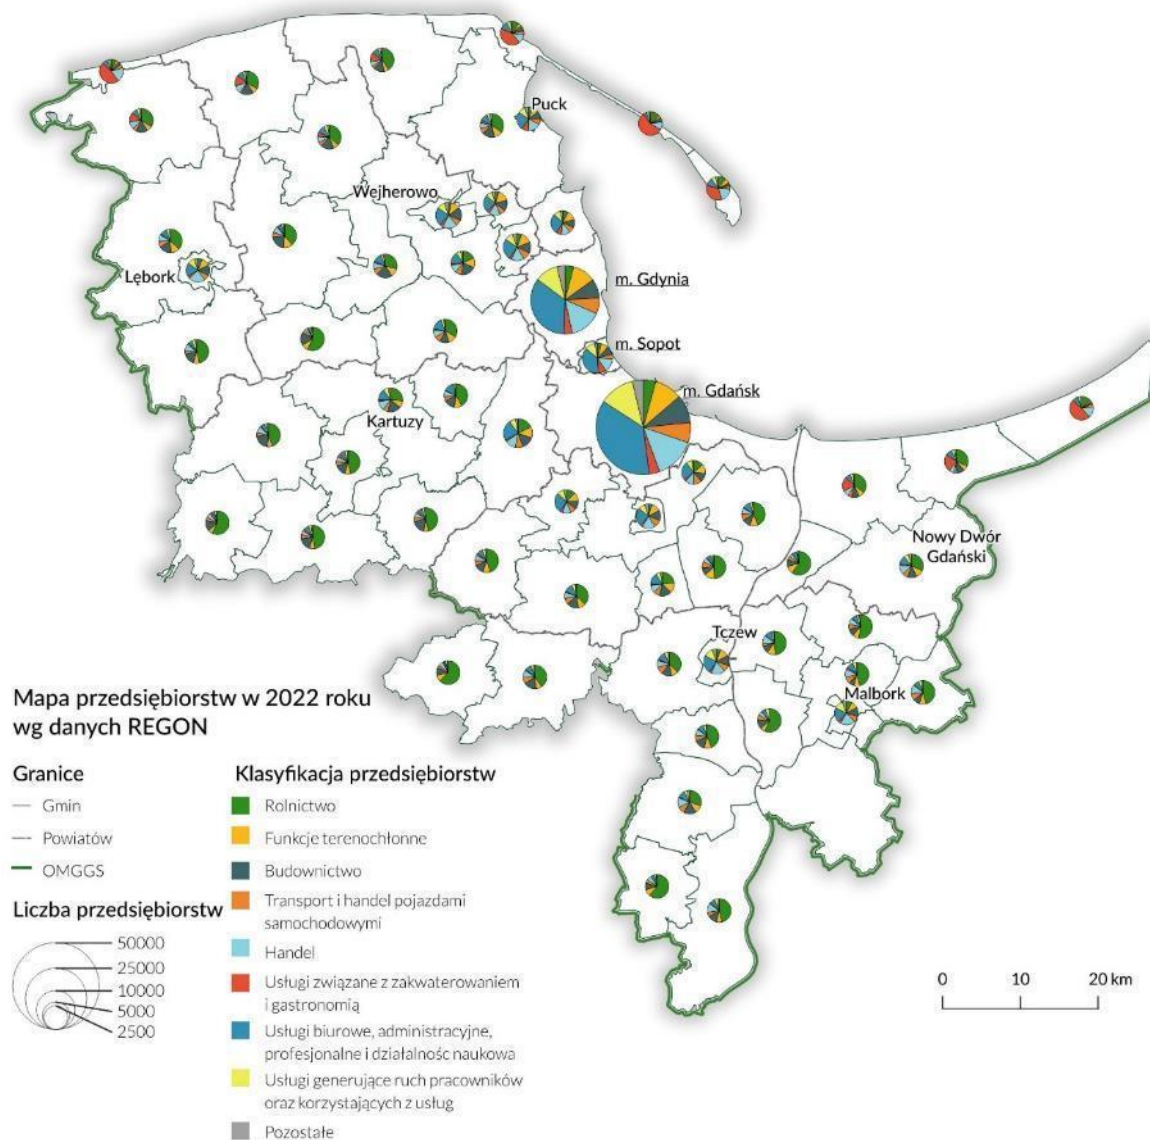 Puck
Wejherowo
Lębork
m. Gdynia
m. Sopot
m. Gdańsk
Kartuzy
Nowy Dwór
Gdański
Tczew
Malbork
Mapa przedsiębiorstw w 2022 roku
wg danych REGON
Granice
Gmin
Powiatów
OMGGS
Liczba przedsiębiorstw
50000
25000
10000
5000
2500
Klasyfikacja przedsiębiorstw
Rolnictwo
Funkcje terenochłonne
Budownictwo
Transport i handel pojazdami
samochodowymi
Handel
Usługi związane z zakwaterowaniem
i gastronomią
Usługi biurowe, administracyjne,
profesjonalne i działalnośc naukowa
Usługi generujące ruch pracowników
oraz korzystających z usług
Pozostałe
0 10 20 km